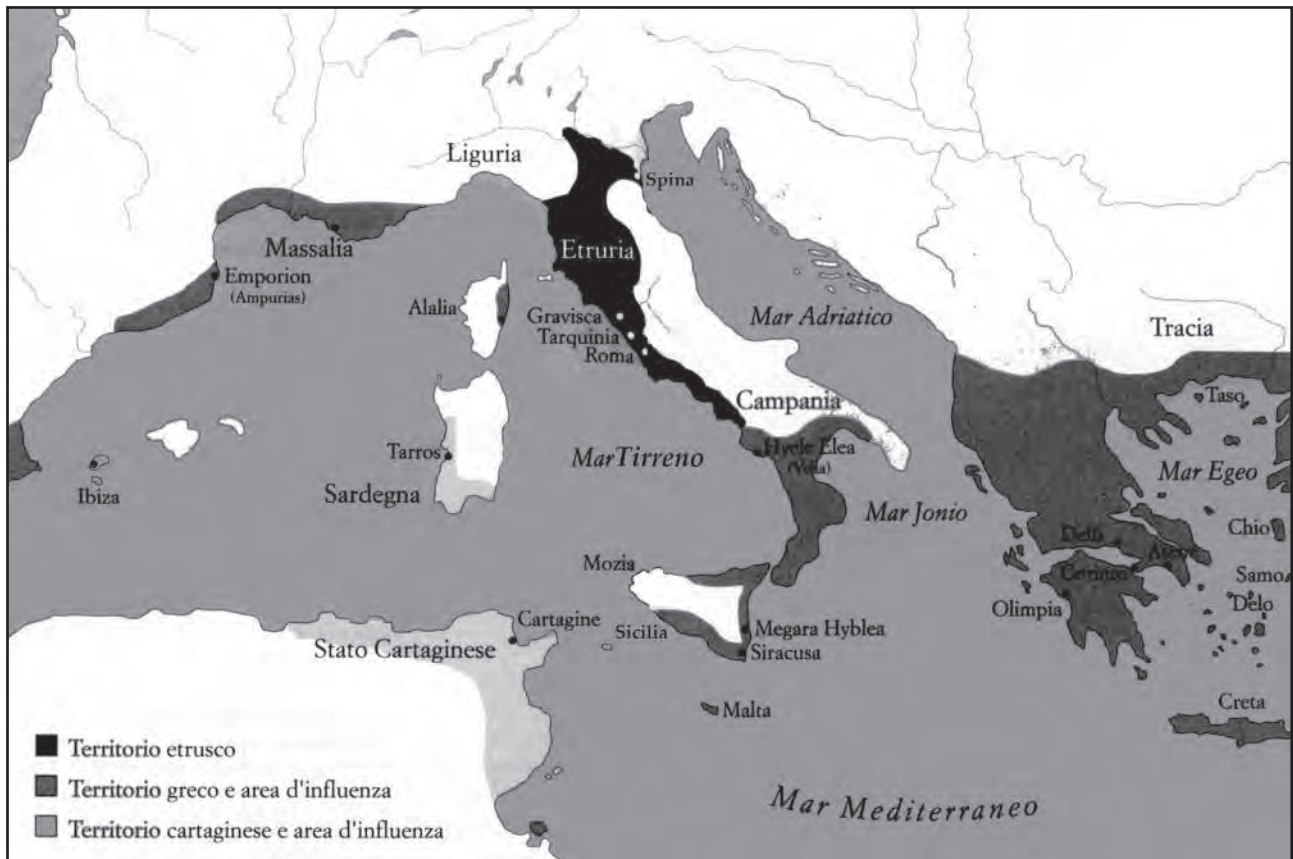 Liguria
Spina
Massalia
Etruria
Emporion
(Ampurias)
Alalia
Gravisca
Tarquinia
Roma
Mar Adriatico
Tracia
Campania
Taso
Hyele Elea
(Velia)
Tarros
Mar Tirreno
Mar Egeo
Ibiza
Sardegna
Mar Jonio
Chio
Delfi
Atene
Corinto
Mozia
Samo
Delo
Olimpia
Cartagine
Sicilia
Megara Hyblea
Stato Cartaginese
Siracusa
Malta
Creta
Territorio etrusco
Territorio greco e area d'influenza
Territorio cartaginese e area d'influenza
Mar Mediterraneo